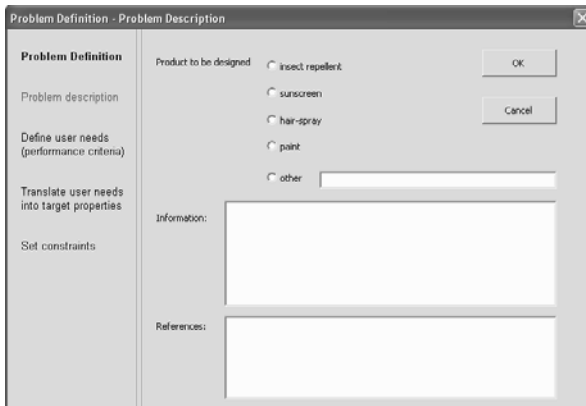 Problem Definition - Problem Description
Problem Definition
Problem description
Define user needs
(performance criteria)
Translate user needs
into target properties
Set constraints
Product to be designed
insect repellent
sunscreen
hair-spray
paint
other
Information:
References:
OK
Cancel